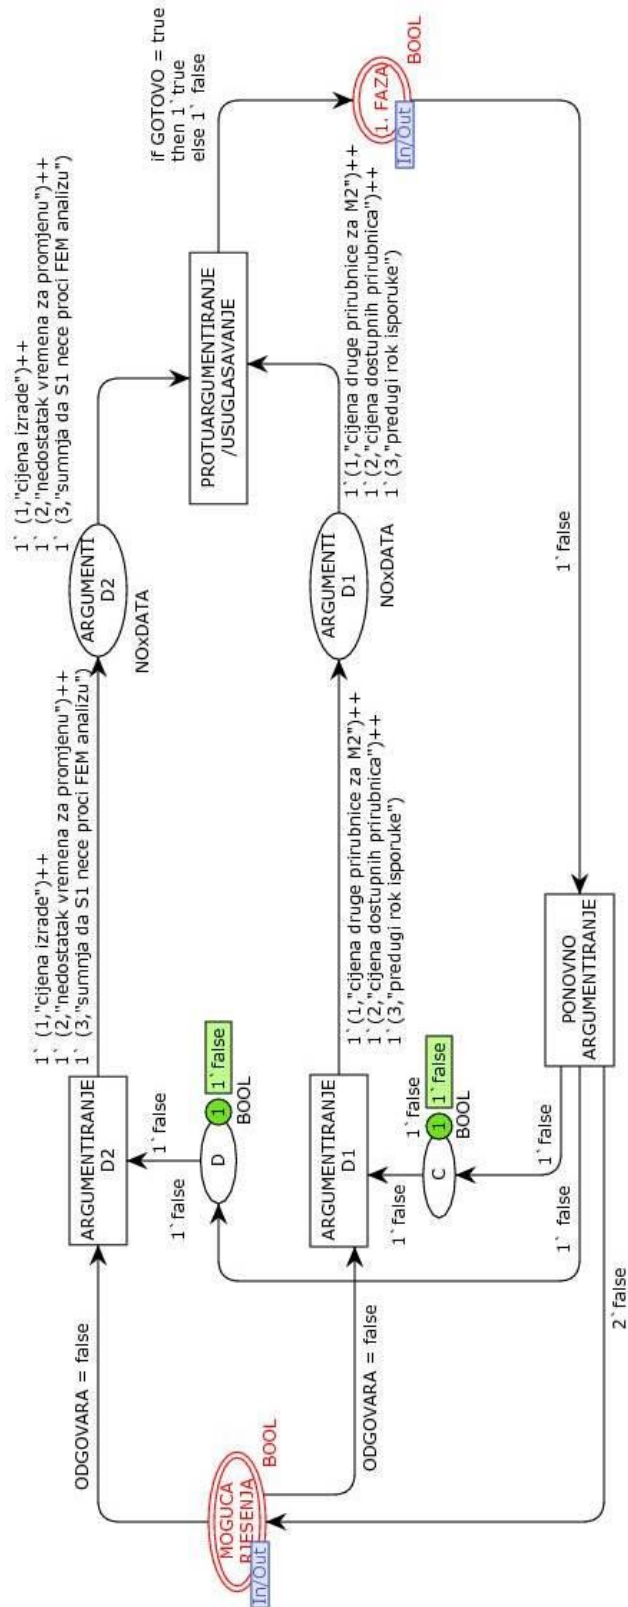 MOGUCA
RJESENJA
In/Out
BOOL
ODGOVARA = false
ODGOVARA = false
ARGUMENTIRANJE
D2
1`false
1`false
D
1
1`false
BOOL
ARGUMENTIRANJE
D1
1`false
1`false
C
1
1`false
BOOL
1` (1,"cijena izrade")++
1` (2,"nedostatak vremena za promjenu")++
1` (3,"sumnja da S1 nece proci FEM analizu")
1`(1,"cijena druge prirubnice za M2")++
1`(2,"cijena dostupnih prirubnica")++
1`(3,"predugi rok isporuke")
ARGUMENTI
D2
NOxDATA
ARGUMENTI
D1
NOxDATA
1` (1,"cijena izrade")++
1` (2,"nedostatak vremena za promjenu")++
1` (3,"sumnja da S1 nece proci FEM analizu")
1`(1,"cijena druge prirubnice za M2")++
1`(2,"cijena dostupnih prirubnica")++
1`(3,"predugi rok isporuke")
PROTUARGUMENTIRANJE
/USUGLASAVANJE
if GOTOVO = true
then 1`true
else 1` false
1. FAZA
In/Out
BOOL
1`false
PONOVNO
ARGUMENTIRANJE
1`false
1` false
2`false